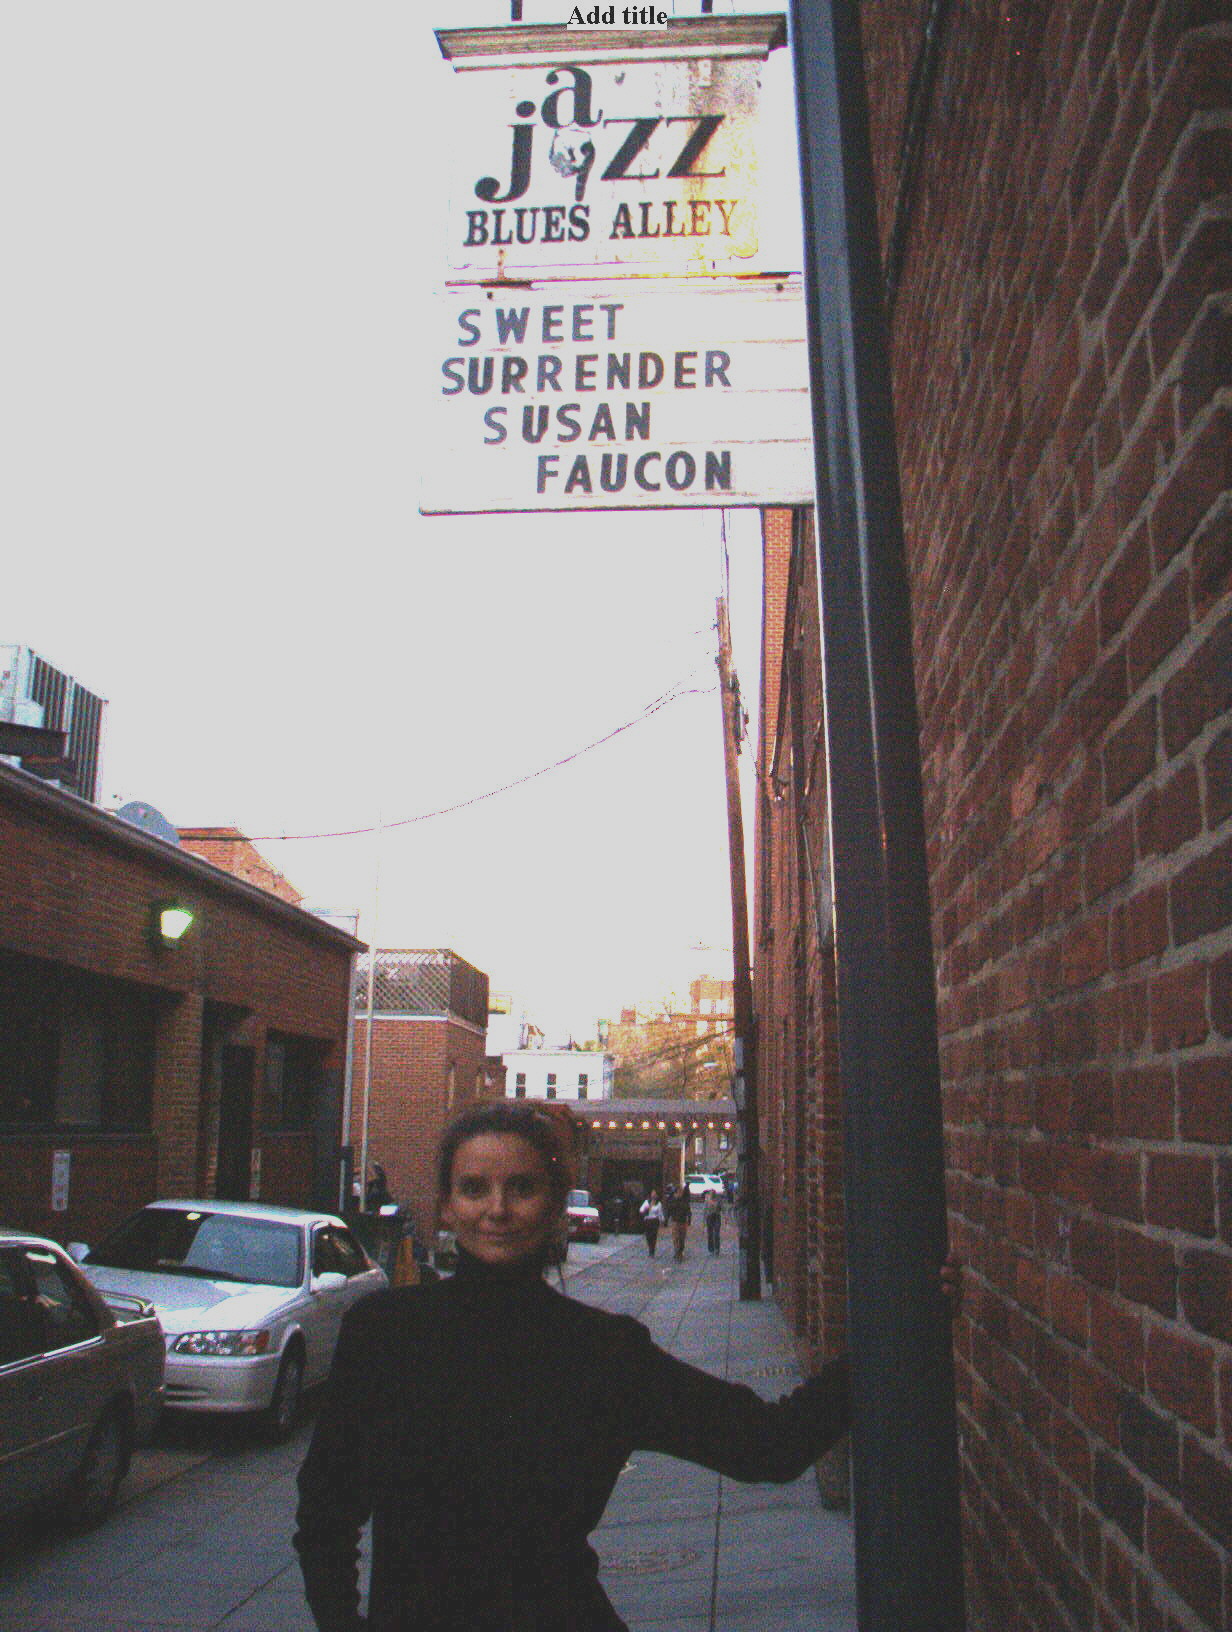 Add title
jazz
BLUES ALLEY
SWEET
SURRENDER
SUSAN
FAUCON